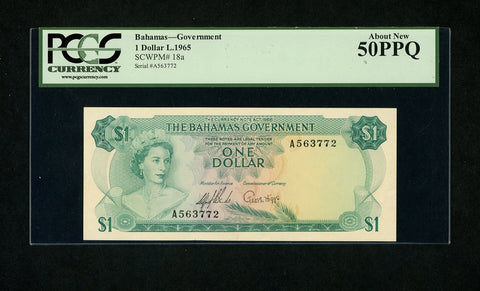 PCGS
CURRENCY
www.pcgscurrency.com
Bahamas—Government
1 Dollar L.1965
SCWPM# 18a
Serial #A563772
About New
50PPQ
THE CURRENCY NOTE ACT, 1965
$1 THE BAHAMAS GOVERNMENT $1
THESE NOTES ARE LEGAL TENDER
FOR THE PAYMENT OF ANY AMOUNT
ONE
DOLLAR
A563772
Minister for Finance Commissioner of Currency
A563772
$1 $1